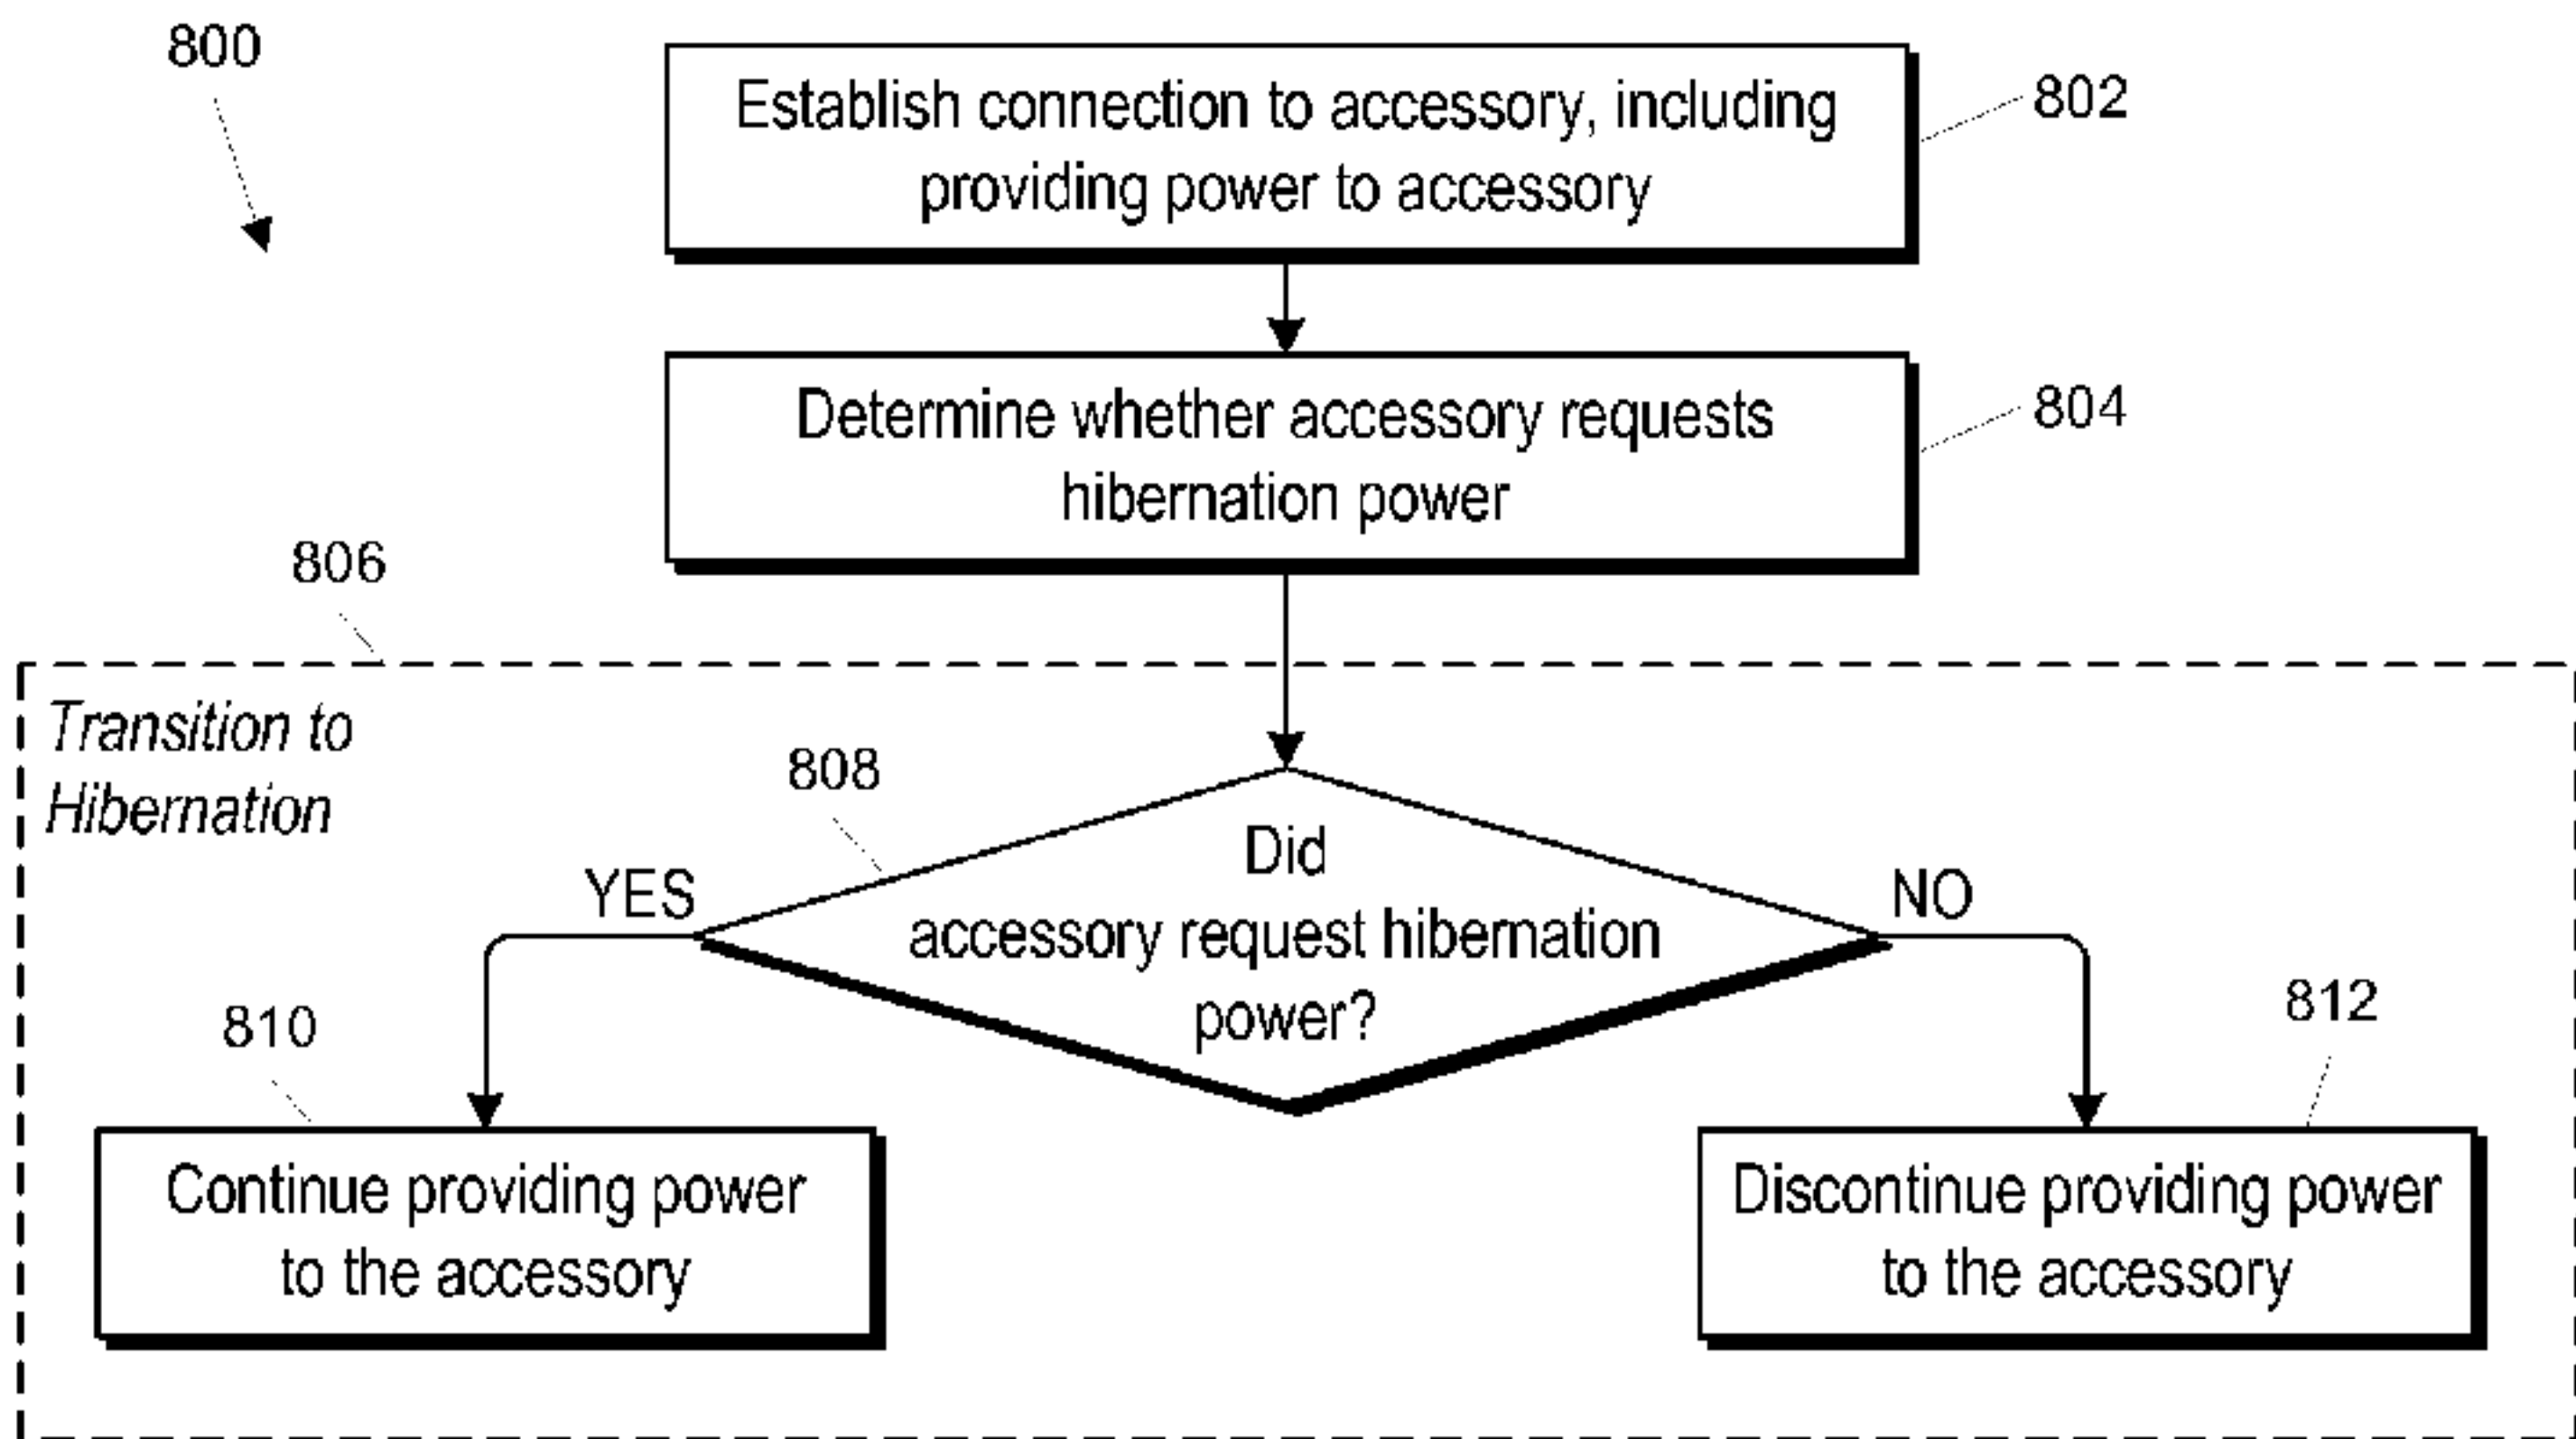 800
Establish connection to accessory, including
providing power to accessory
802
Determine whether accessory requests
hibernation power
804
806
Transition to
Hibernation
808
Did
accessory request hibernation
power?
YES
NO
810
Continue providing power
to the accessory
812
Discontinue providing power
to the accessory